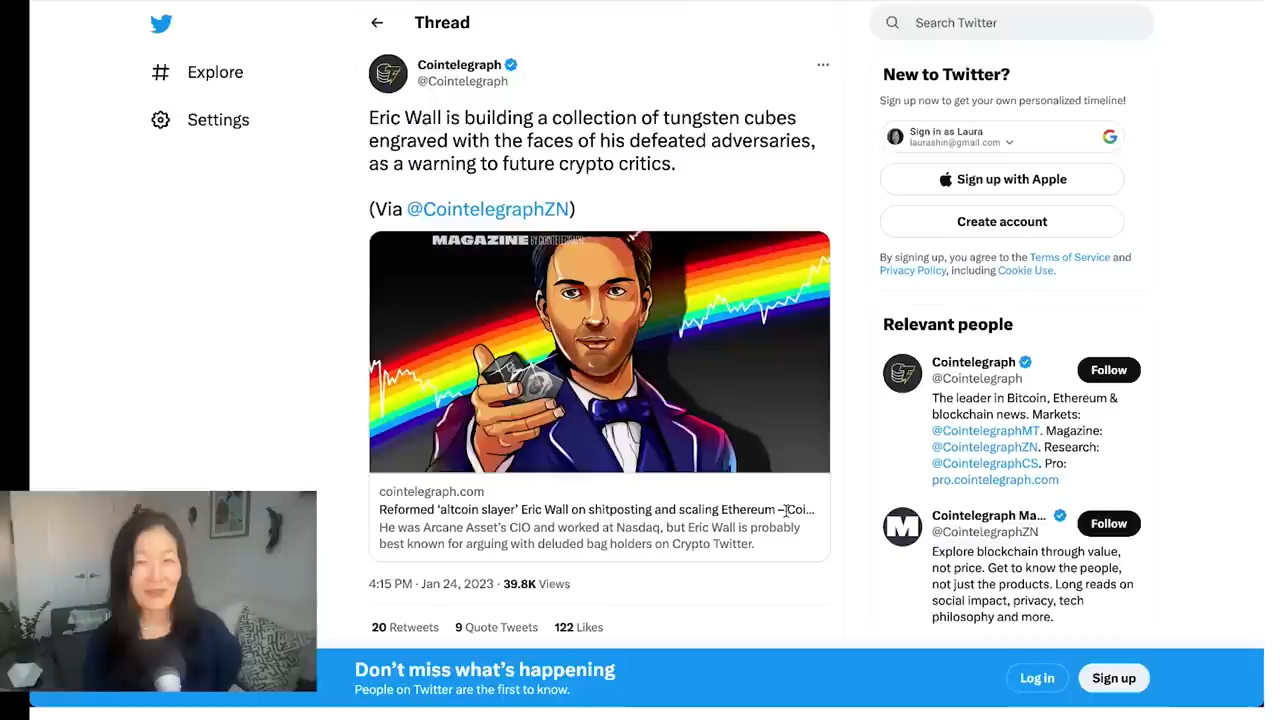 Explore
Settings
Thread
Cointelegraph
@Cointelegraph
Eric Wall is building a collection of tungsten cubes
engraved with the faces of his defeated adversaries,
as a warning to future crypto critics.
(Via @CointelegraphZN)
MAGAZINE BY COINTELEGRAPH
cointelegraph.com
Reformed ‘altcoin slayer’ Eric Wall on shitposting and scaling Ethereum – Coi...
He was Arcane Asset’s CIO and worked at Nasdaq, but Eric Wall is probably
best known for arguing with deluded bag holders on Crypto Twitter.
4:15 PM · Jan 24, 2023 · 39.8K Views
20 Retweets 9 Quote Tweets 122 Likes
Search Twitter
New to Twitter?
Sign up now to get your own personalized timeline!
Sign in as Laura
laurashin@gmail.com
Sign up with Apple
Create account
By signing up, you agree to the Terms of Service and
Privacy Policy, including Cookie Use.
Relevant people
Cointelegraph
@Cointelegraph
Follow
The leader in Bitcoin, Ethereum &
blockchain news. Markets:
@CointelegraphMT. Magazine:
@CointelegraphZN. Research:
@CointelegraphCS. Pro:
pro.cointelegraph.com
Cointelegraph Ma...
@CointelegraphZN
Follow
Explore blockchain through value,
not price. Get to know the people,
not just the products. Long reads on
social impact, privacy, tech
philosophy and more.
Don’t miss what’s happening
People on Twitter are the first to know.
Log in
Sign up